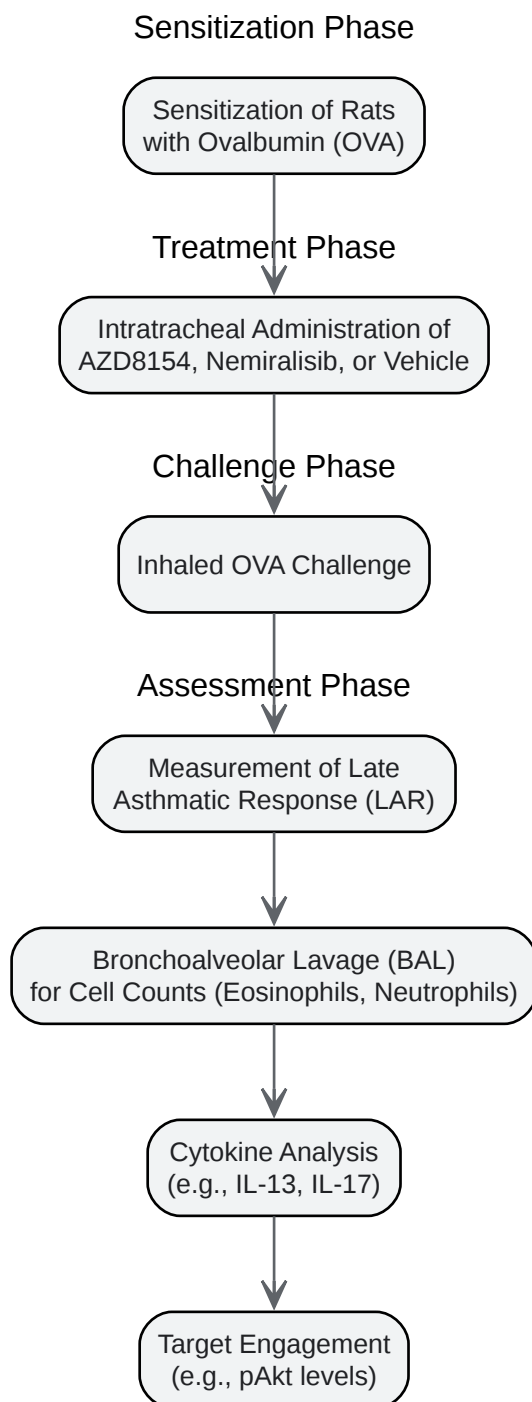 Sensitization Phase
Sensitization of Rats
with Ovalbumin (OVA)
Treatment Phase
Intratracheal Administration of
AZD8154, Nemiralisib, or Vehicle
Challenge Phase
Inhaled OVA Challenge
Assessment Phase
Measurement of Late
Asthmatic Response (LAR)
Bronchoalveolar Lavage (BAL)
for Cell Counts (Eosinophils, Neutrophils)
Cytokine Analysis
(e.g., IL-13, IL-17)
Target Engagement
(e.g., pAkt levels)